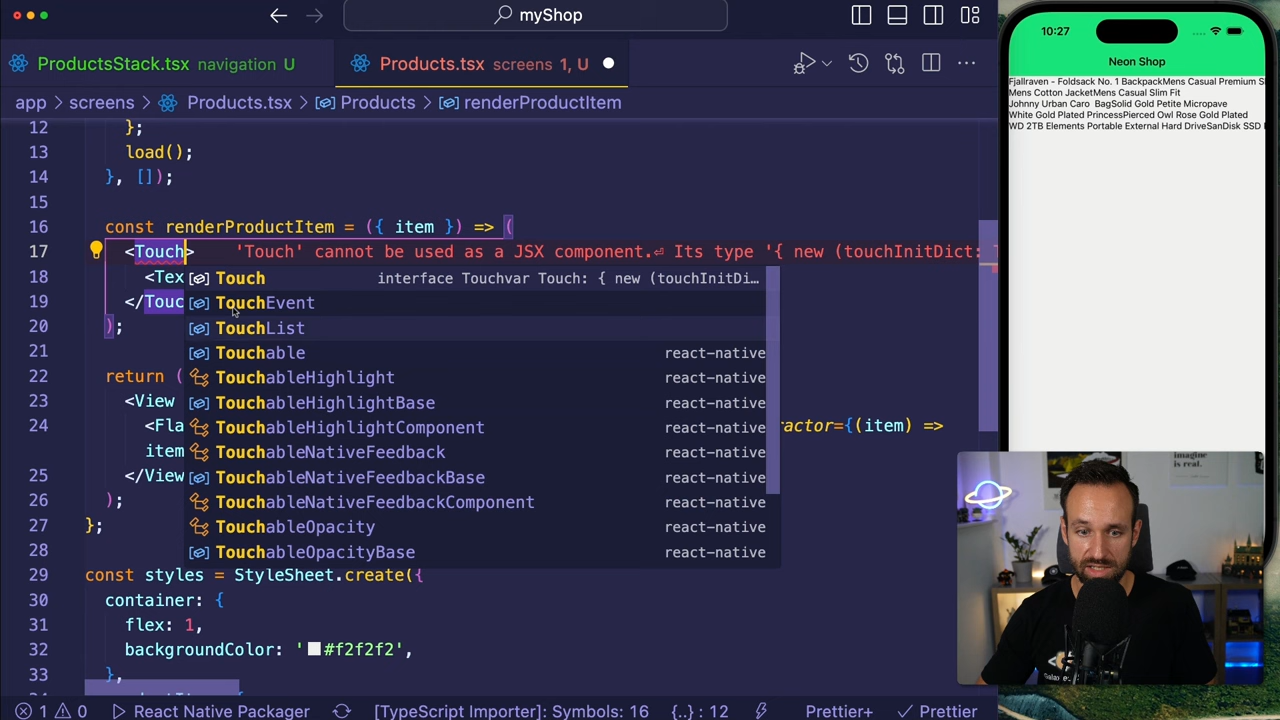 myShop
ProductsStack.tsx navigation U
Products.tsx screens 1, U
app > screens > Products.tsx > Products > renderProductItem
12 };
13 load();
14 }, []);
15
16 const renderProductItem = ({ item }) => (
17 <Touch> 'Touch' cannot be used as a JSX component. Its type '{ new (touchInitDict: T
18 <Tex
19 </Touc
20 );
21
22 return (
23 <View
24 <Fla actor={(item) =>
item
25 </View
26 );
27 };
28
29 const styles = StyleSheet.create({
30 container: {
31 flex: 1,
32 backgroundColor: '#f2f2f2',
33 },
Touch interface Touchvar Touch: { new (touchInitDi…
TouchEvent
TouchList
Touchable react-native
TouchableHighlight react-native
TouchableHighlightBase react-native
TouchableHighlightComponent react-native
TouchableNativeFeedback react-native
TouchableNativeFeedbackBase react-native
TouchableNativeFeedbackComponent react-native
TouchableOpacity react-native
TouchableOpacityBase react-native
1 0 React Native Packager [TypeScript Importer]: Symbols: 16 {..} : 12 Prettier+ Prettier
10:27
Neon Shop
Fjallraven - Foldsack No. 1 BackpackMens Casual Premium S
Mens Cotton JacketMens Casual Slim Fit
Johnny Urban Caro BagSolid Gold Petite Micropave
White Gold Plated PrincessPierced Owl Rose Gold Plated
WD 2TB Elements Portable External Hard DriveSanDisk SSD
imagine
is real.